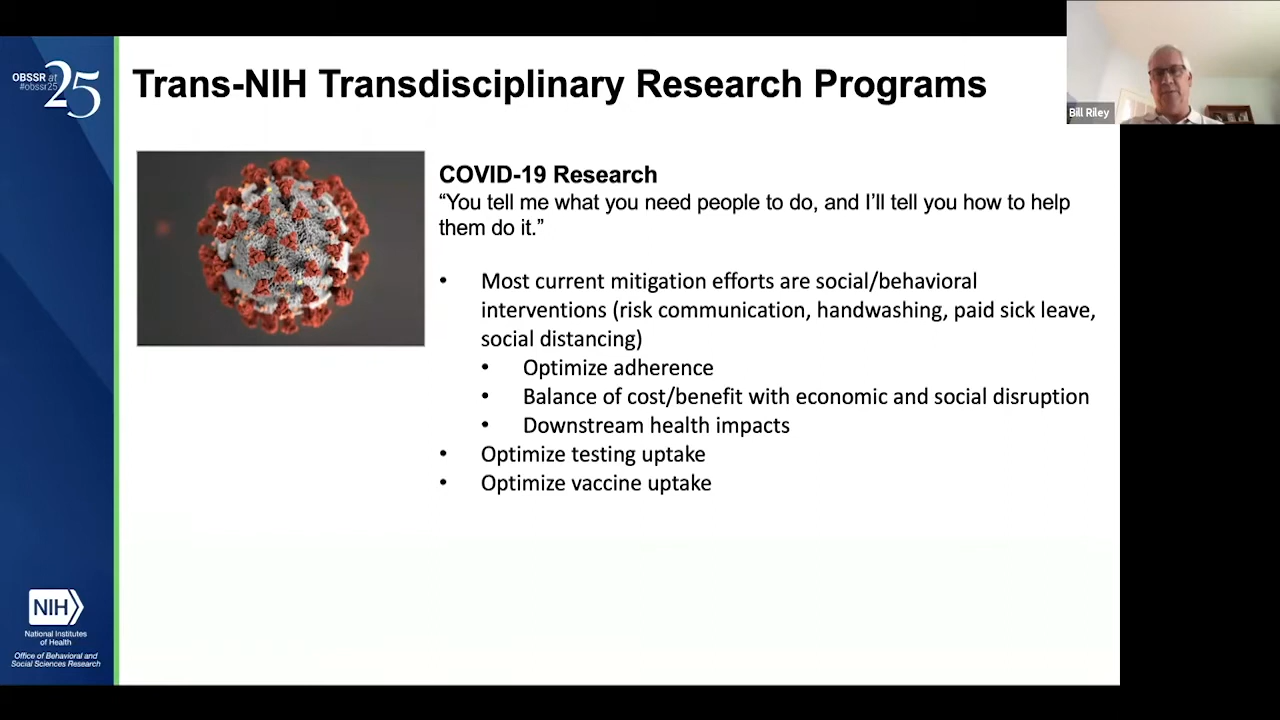 OBSSR at
#obssr25
25
Trans-NIH Transdisciplinary Research Programs
Bill Riley
COVID-19 Research
“You tell me what you need people to do, and I’ll tell you how to help
them do it.”
• Most current mitigation efforts are social/behavioral
interventions (risk communication, handwashing, paid sick leave,
social distancing)
• Optimize adherence
• Balance of cost/benefit with economic and social disruption
• Downstream health impacts
• Optimize testing uptake
• Optimize vaccine uptake
NIH
National Institutes
of Health
Office of Behavioral and
Social Sciences Research